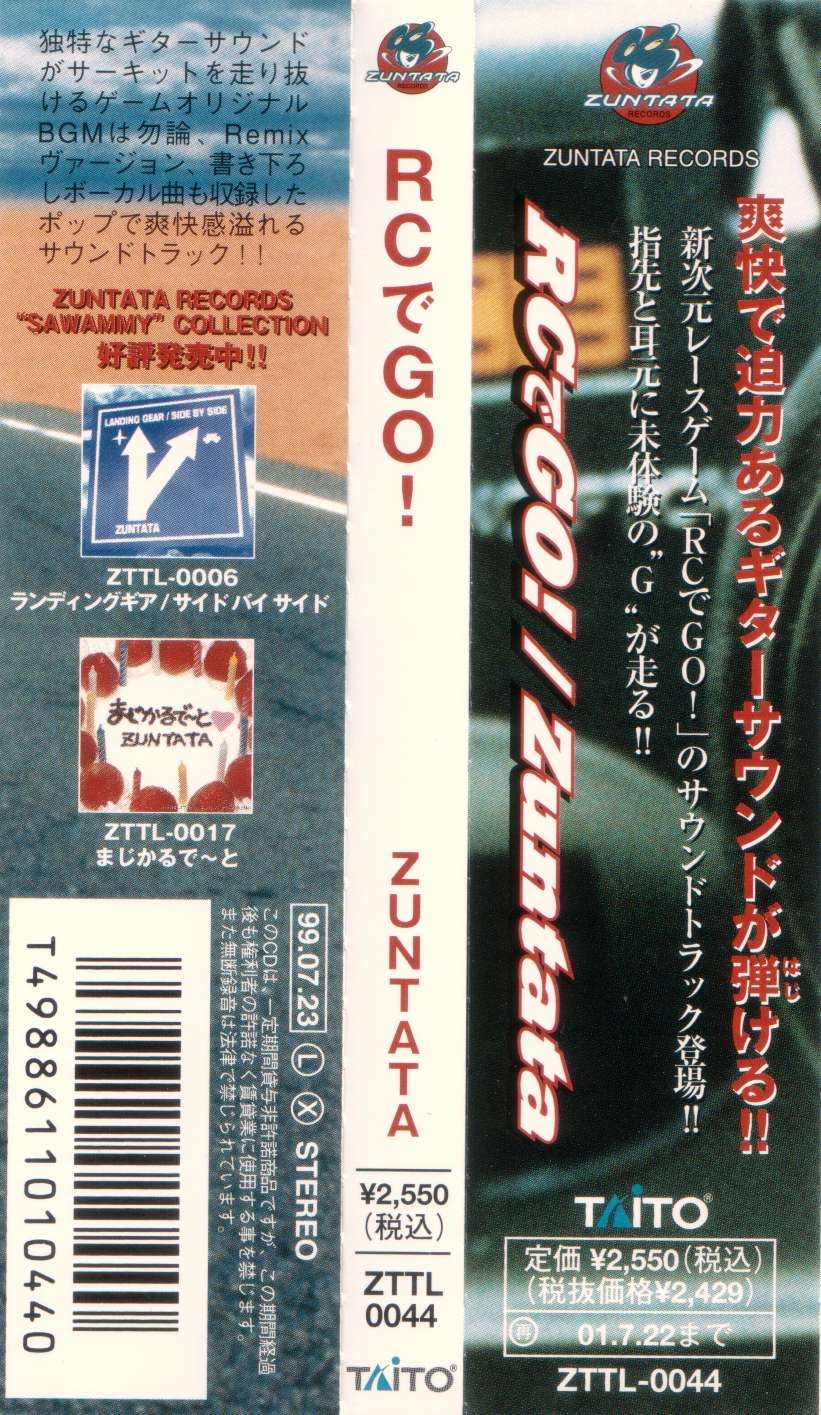 独特なギターサウンド
がサーキットを走り抜
けるゲームオリジナル
BGMは勿論、Remix
ヴァージョン、書き下ろ
しボーカル曲も収録した
ポップで爽快感溢れる
サウンドトラック！！
ZUNTATA RECORDS
“SAWAMMY” COLLECTION
好評発売中!!
LANDING GEAR / SIDE BY SIDE
ZUNTATA
ZTTL-0006
ランディングギア / サイド バイ サイド
まじかるで〜と
ZUNTATA
ZTTL-0017
まじかるで〜と
99.07.23 Ⓛ Ⓧ STEREO
このCDは、一定期間貸与非許諾商品ですが、この期間経過
後も権利者の許諾なく賃貸業に使用する事を禁じます。
また無断録音は法律で禁じられています。
T4988611010440
ZUNTATA
RECORDS
RCでGO!
ZUNTATA
¥2,550
(税込)
ZTTL
0044
TAITO®
ZUNTATA
RECORDS
ZUNTATA RECORDS
爽快で迫力あるギターサウンドが弾ける!!
はじ
新次元レースゲーム「RCでGO!」のサウンドトラック登場!!
指先と耳元に未体験の”G“が走る!!
RCでGO! / Zuntata
TAITO®
定価 ¥2,550(税込)
(税抜価格¥2,429)
再 01.7.22まで
ZTTL-0044